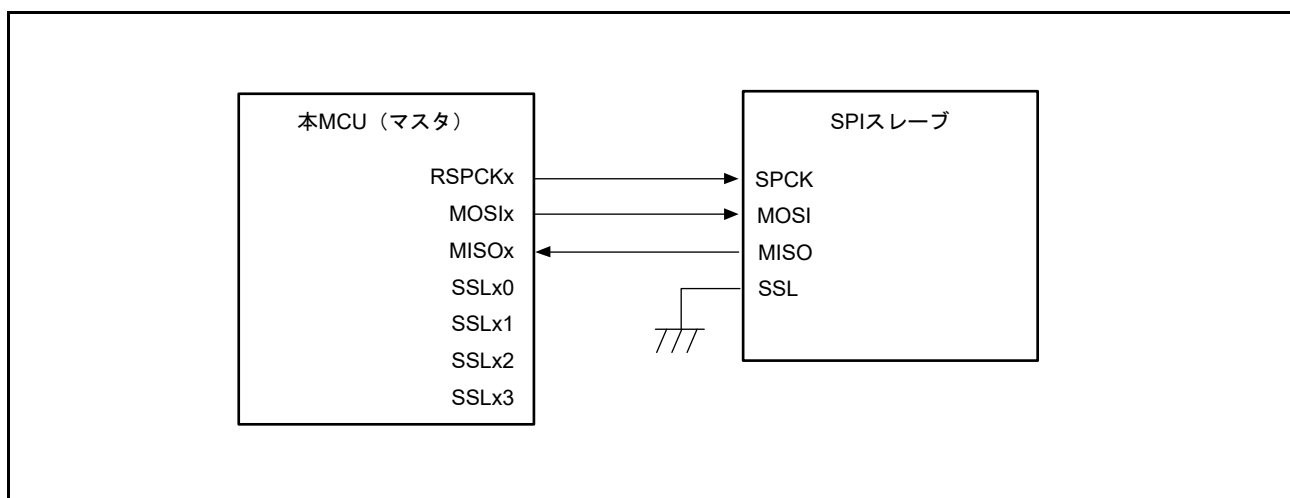 本MCU（マスタ）
RSPCKx
MOSIx
MISOx
SSLx0
SSLx1
SSLx2
SSLx3
SPIスレーブ
SPCK
MOSI
MISO
SSL